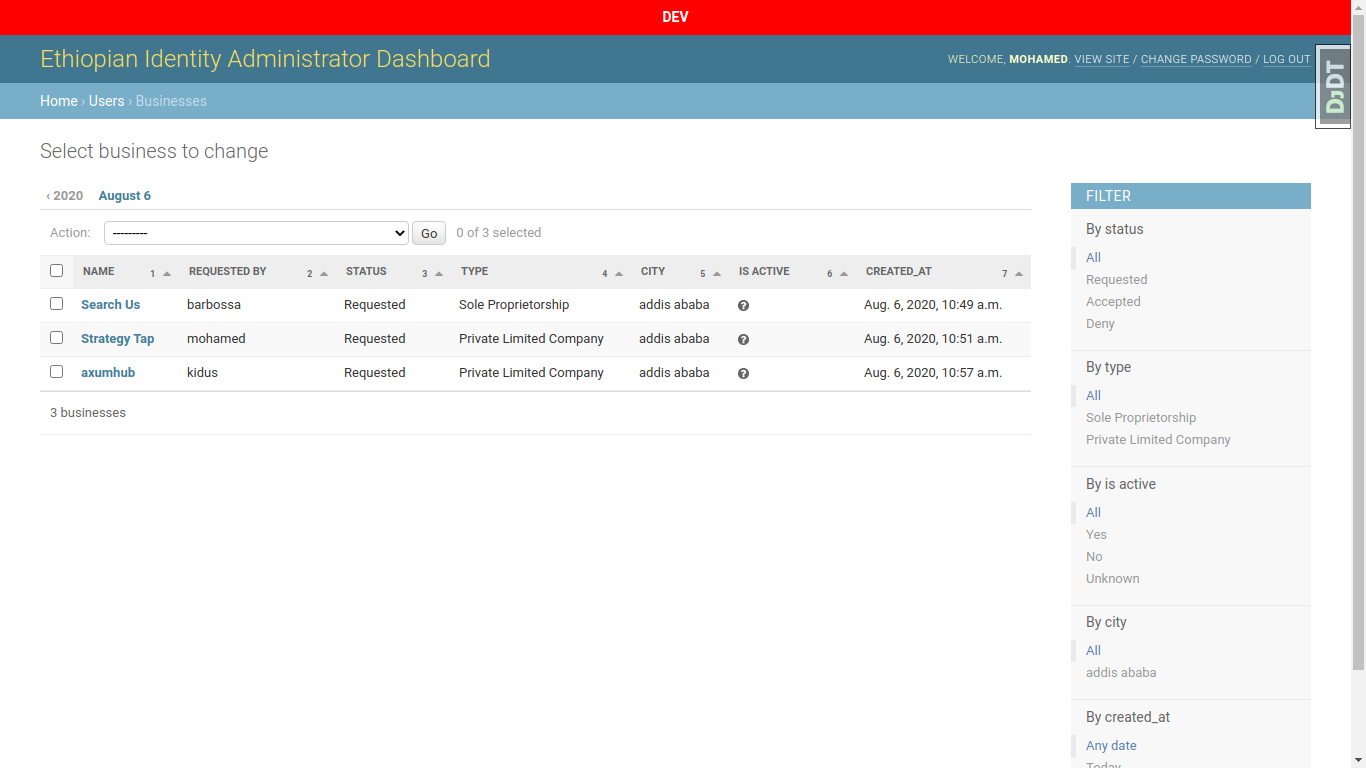 DEV
Ethiopian Identity Administrator Dashboard
WELCOME, MOHAMED. VIEW SITE / CHANGE PASSWORD / LOG OUT
DjDT
Home › Users › Businesses
Select business to change
‹ 2020 August 6
Action: --------- Go 0 of 3 selected
NAME 1 REQUESTED BY 2 STATUS 3 TYPE 4 CITY 5 IS ACTIVE 6 CREATED_AT 7
Search Us barbossa Requested Sole Proprietorship addis ababa ? Aug. 6, 2020, 10:49 a.m.
Strategy Tap mohamed Requested Private Limited Company addis ababa ? Aug. 6, 2020, 10:51 a.m.
axumhub kidus Requested Private Limited Company addis ababa ? Aug. 6, 2020, 10:57 a.m.
3 businesses
FILTER
By status
All
Requested
Accepted
Deny
By type
All
Sole Proprietorship
Private Limited Company
By is active
All
Yes
No
Unknown
By city
All
addis ababa
By created_at
Any date
Today